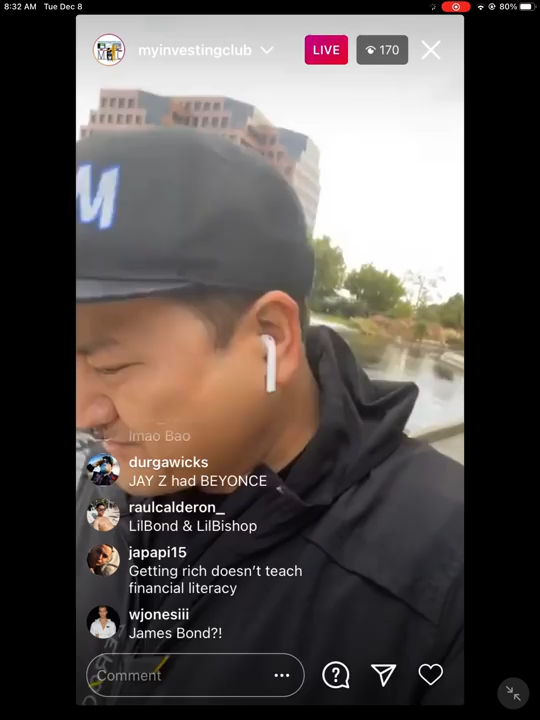 8:32 AM Tue Dec 8
80%
myinvestingclub
LIVE
170
M
lmao Bao
durgawicks
JAY Z had BEYONCE
raulcalderon_
LilBond & LilBishop
japapi15
Getting rich doesn't teach
financial literacy
wjonesiii
James Bond?!
Comment